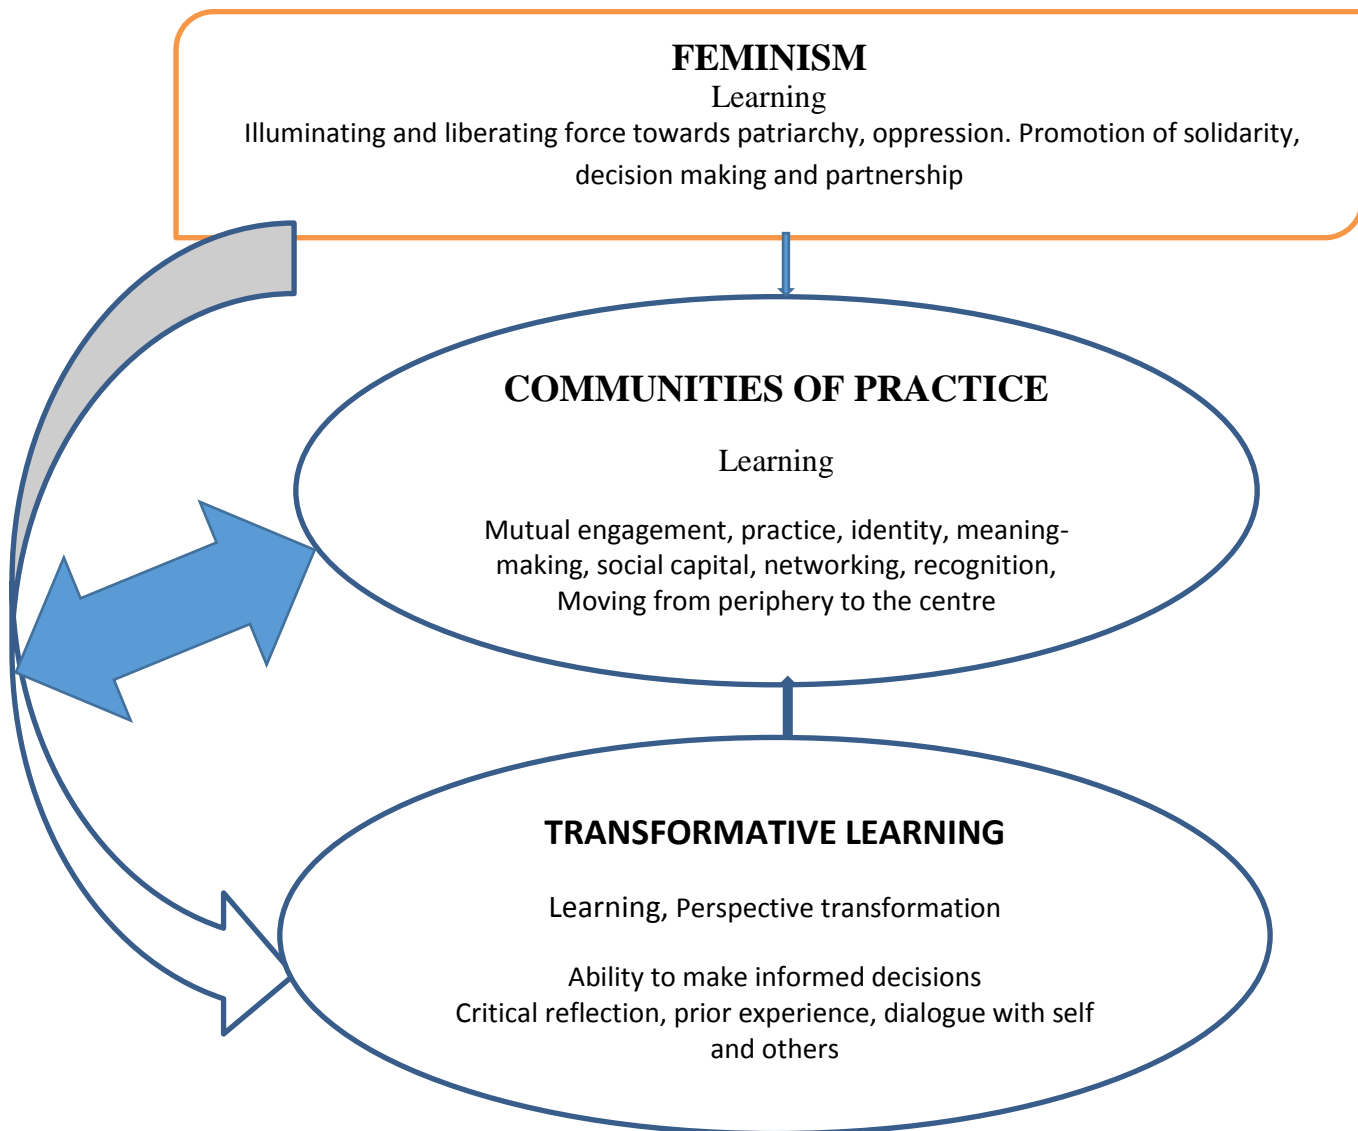 FEMINISM
Learning
Illuminating and liberating force towards patriarchy, oppression. Promotion of solidarity,
decision making and partnership
COMMUNITIES OF PRACTICE
Learning
Mutual engagement, practice, identity, meaning-
making, social capital, networking, recognition,
Moving from periphery to the centre
TRANSFORMATIVE LEARNING
Learning, Perspective transformation
Ability to make informed decisions
Critical reflection, prior experience, dialogue with self
and others